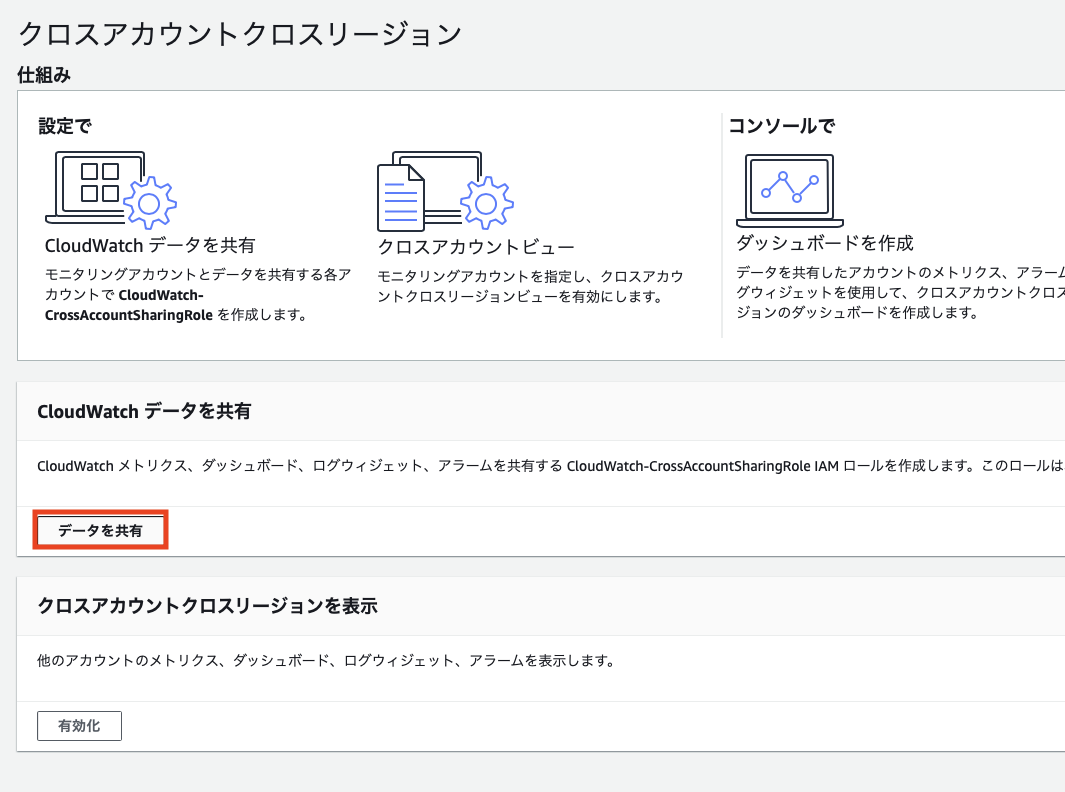 クロスアカウントクロスリージョン
仕組み
設定で
CloudWatch データを共有
モニタリングアカウントとデータを共有する各ア
カウントで CloudWatch-
CrossAccountSharingRole を作成します。
クロスアカウントビュー
モニタリングアカウントを指定し、クロスアカウ
ントクロスリージョンビューを有効にします。
コンソールで
ダッシュボードを作成
データを共有したアカウントのメトリクス、アラーム
グウィジェットを使用して、クロスアカウントクロス
ジョンのダッシュボードを作成します。
CloudWatch データを共有
CloudWatch メトリクス、ダッシュボード、ログウィジェット、アラームを共有する CloudWatch-CrossAccountSharingRole IAM ロールを作成します。このロールは
データを共有
クロスアカウントクロスリージョンを表示
他のアカウントのメトリクス、ダッシュボード、ログウィジェット、アラームを表示します。
有効化